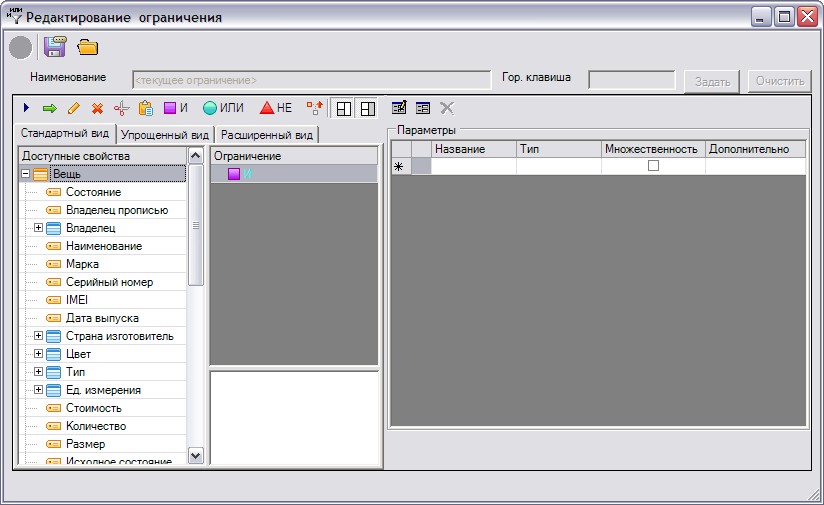 Редактирование ограничения
Наименование <текущее ограничение> Гор. клавиша Задать Очистить
И ИЛИ НЕ
Стандартный вид Упрощенный вид Расширенный вид
Параметры
Название Тип Множественность Дополнительно
Доступные свойства
Вещь
Состояние
Владелец прописью
Владелец
Наименование
Марка
Серийный номер
IMEI
Дата выпуска
Страна изготовитель
Цвет
Тип
Ед. измерения
Стоимость
Количество
Размер
Исходное состояние
Ограничение
И